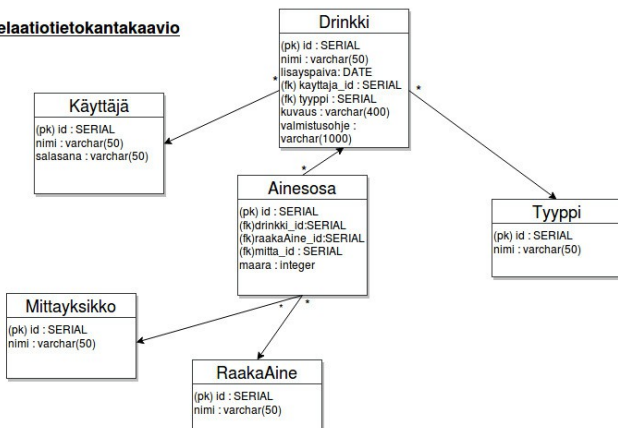 elaatiotietokantakaavio
Drinkki
(pk) id : SERIAL
nimi : varchar(50)
lisayspaiva: DATE
(fk) kayttaja_id : SERIAL
(fk) tyyppi : SERIAL
kuvaus : varchar(400)
valmistusohje :
varchar(1000)
*
*
Käyttäjä
(pk) id : SERIAL
nimi : varchar(50)
salasana : varchar(50)
*
Ainesosa
(pk) id : SERIAL
(fk)drinkki_id:SERIAL
(fk)raakaAine_id:SERIAL
(fk)mitta_id : SERIAL
maara : integer
Tyyppi
(pk) id : SERIAL
nimi : varchar(50)
*
*
Mittayksikko
(pk) id : SERIAL
nimi : varchar(50)
RaakaAine
(pk) id : SERIAL
nimi : varchar(50)